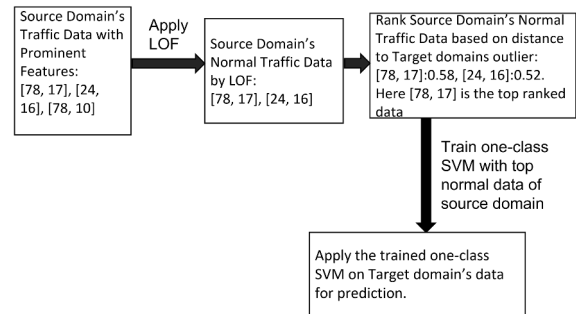 Source Domain's
Traffic Data with
Prominent
Features:
[78, 17], [24,
16], [78, 10]
Apply
LOF
Source Domain's
Normal Traffic Data
by LOF:
[78, 17], [24, 16]
Rank Source Domain's Normal
Traffic Data based on distance
to Target domains outlier:
[78, 17]:0.58, [24, 16]:0.52.
Here [78, 17] is the top ranked
data
Train one-class
SVM with top
normal data of
source domain
Apply the trained one-class
SVM on Target domain's data
for prediction.